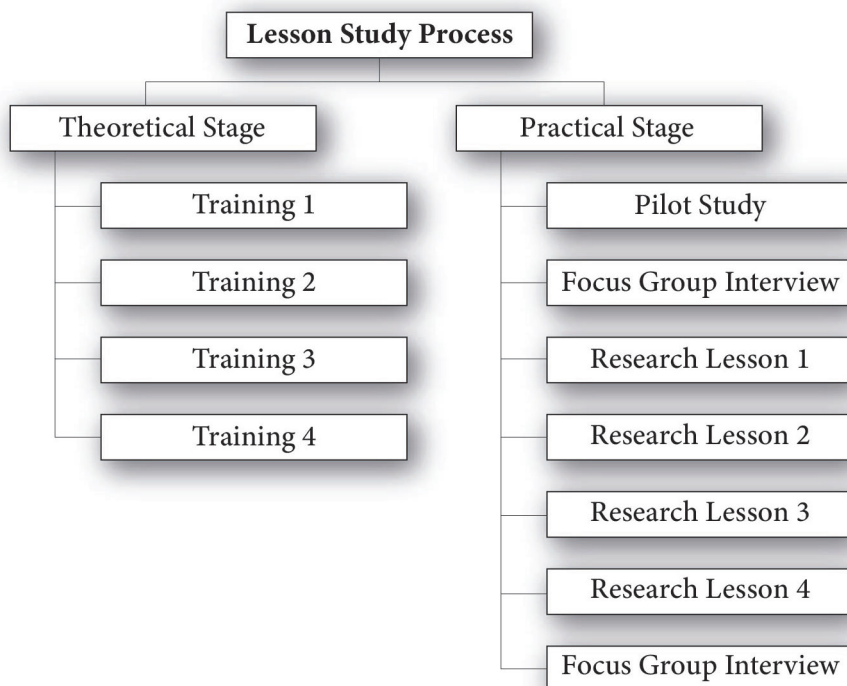 Lesson Study Process
Theoretical Stage
Training 1
Training 2
Training 3
Training 4
Practical Stage
Pilot Study
Focus Group Interview
Research Lesson 1
Research Lesson 2
Research Lesson 3
Research Lesson 4
Focus Group Interview